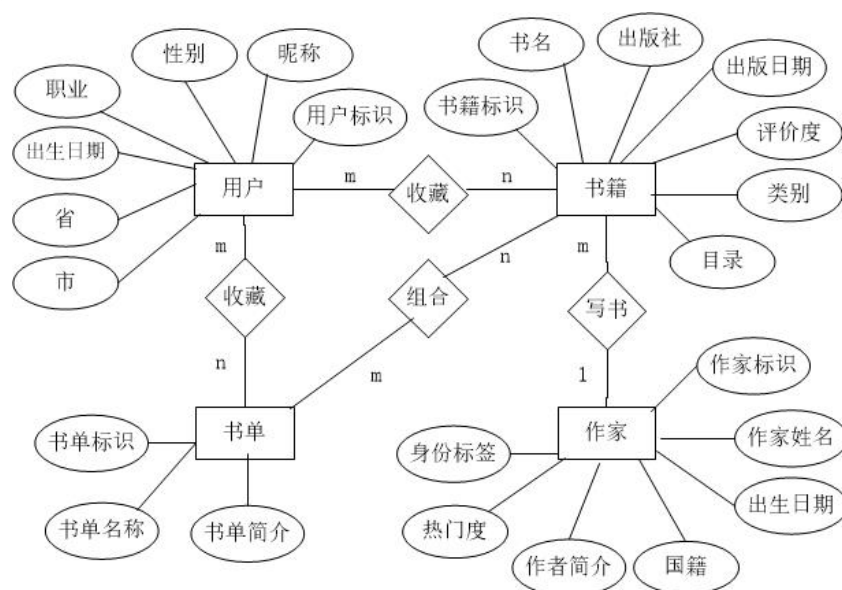 性别
昵称
书名
出版社
出版日期
职业
用户标识
书籍标识
评价度
出生日期
用户
m
收藏
n
书籍
类别
省
市
m
n
m
目录
收藏
组合
写书
n
m
1
作家标识
书单标识
书单
身份标签
作家
作家姓名
书单名称
书单简介
热门度
作者简介
国籍
出生日期